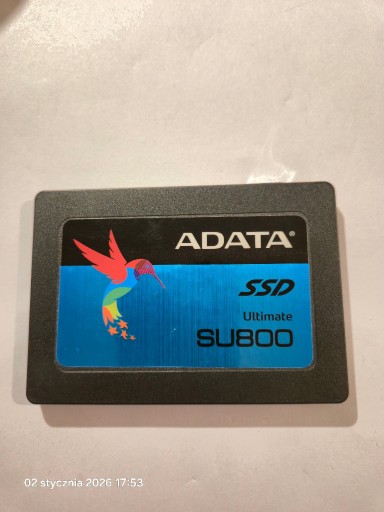 ADATA®
SSD
Ultimate
SU800
02 stycznia 2026 17:53